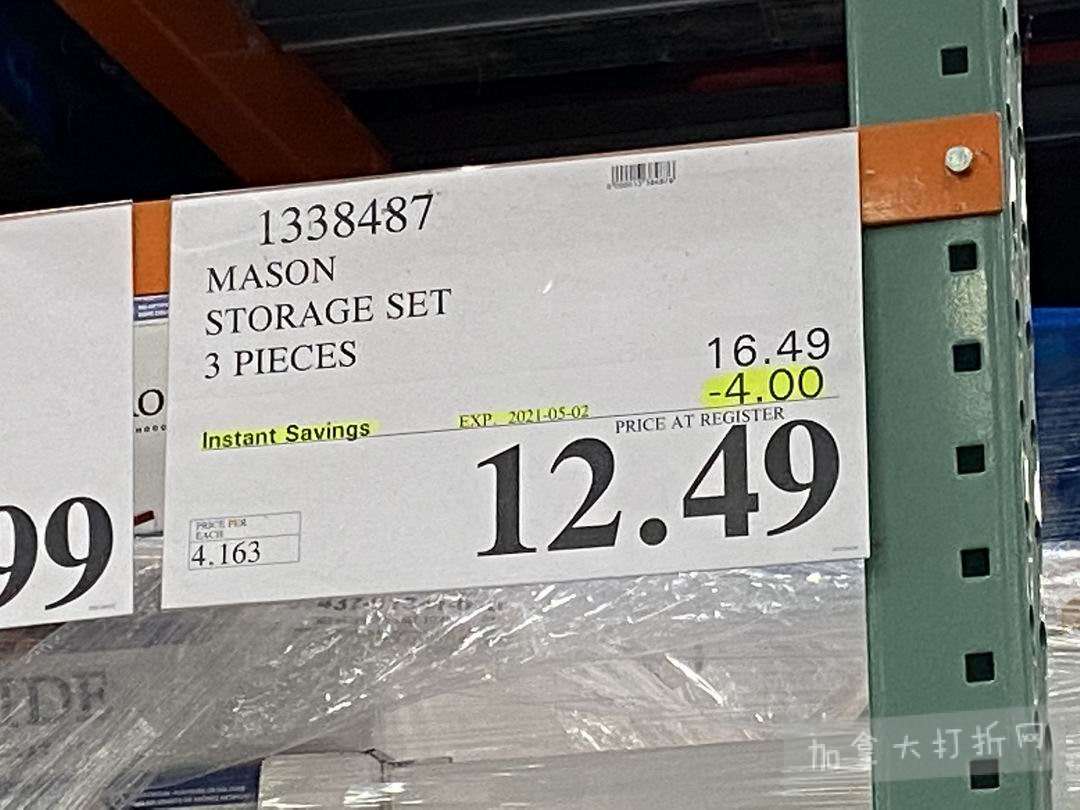 1338487
MASON
STORAGE SET
3 PIECES
16.49
-4.00
Instant Savings
EXP. 2021-05-02
PRICE AT REGISTER
12.49
PRICE PER
EACH
4.163
99
加拿大打折网